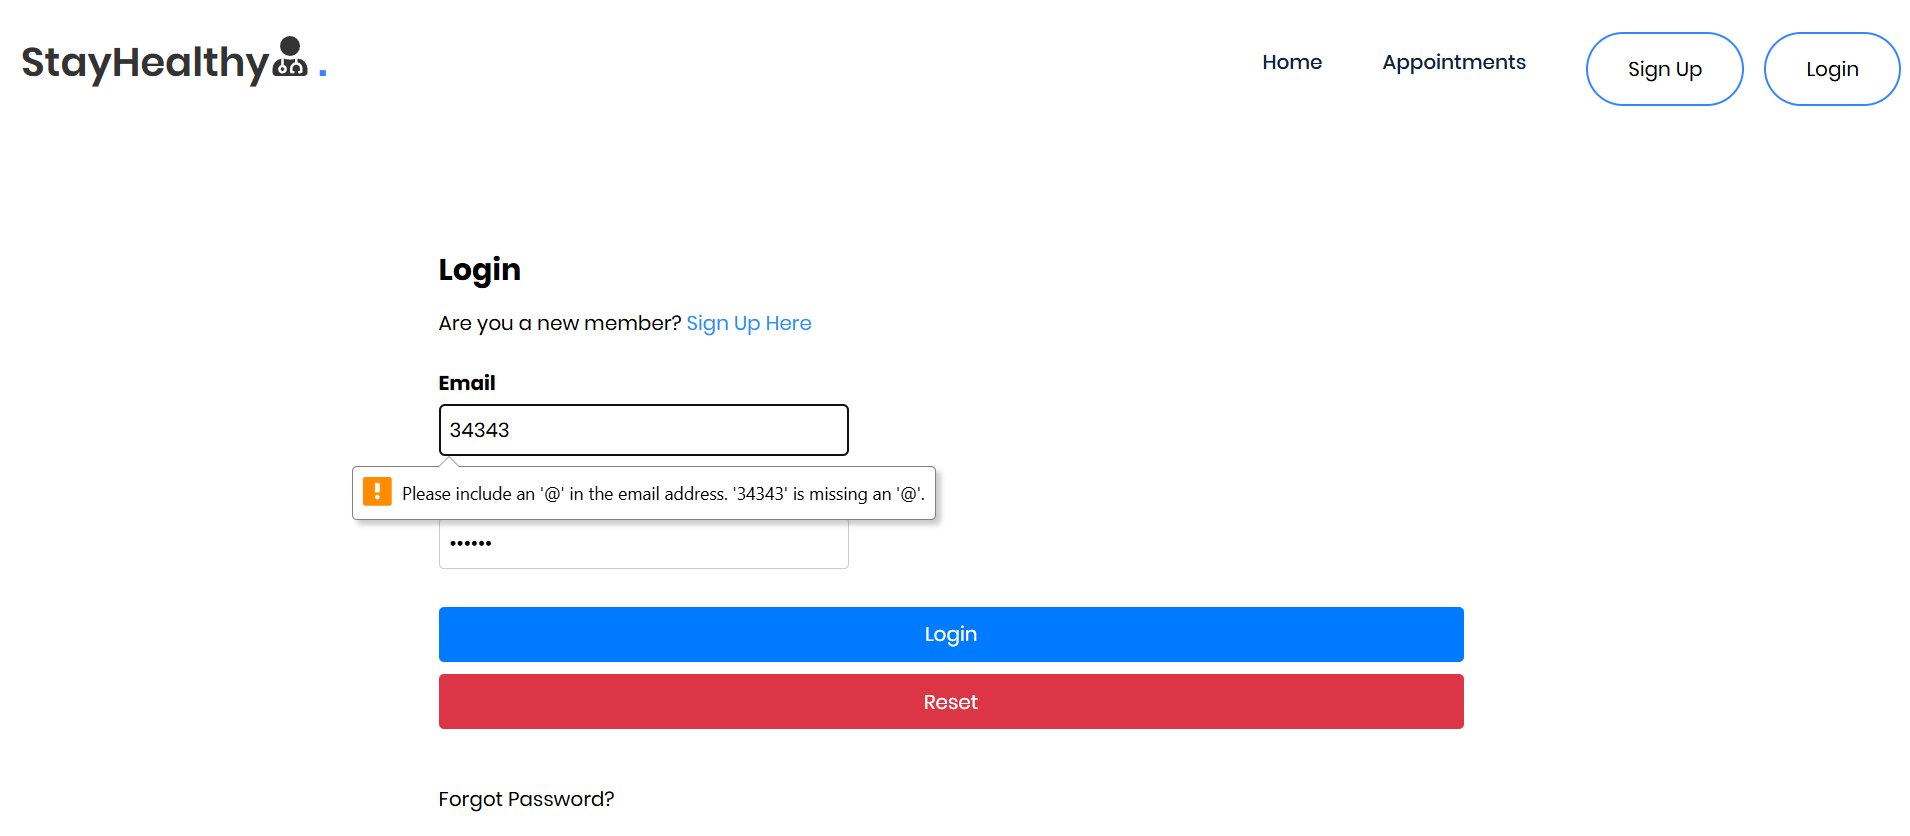 StayHealthy.
Home Appointments Sign Up Login
Login
Are you a new member? Sign Up Here
Email
34343
Please include an '@' in the email address. '34343' is missing an '@'.
••••••
Login
Reset
Forgot Password?